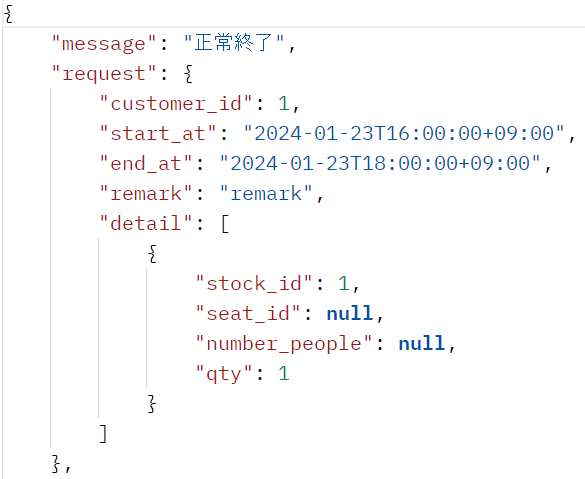 {
    "message": "正常終了",
    "request": {
        "customer_id": 1,
        "start_at": "2024-01-23T16:00:00+09:00",
        "end_at": "2024-01-23T18:00:00+09:00",
        "remark": "remark",
        "detail": [
            {
                "stock_id": 1,
                "seat_id": null,
                "number_people": null,
                "qty": 1
            }
        ]
    },